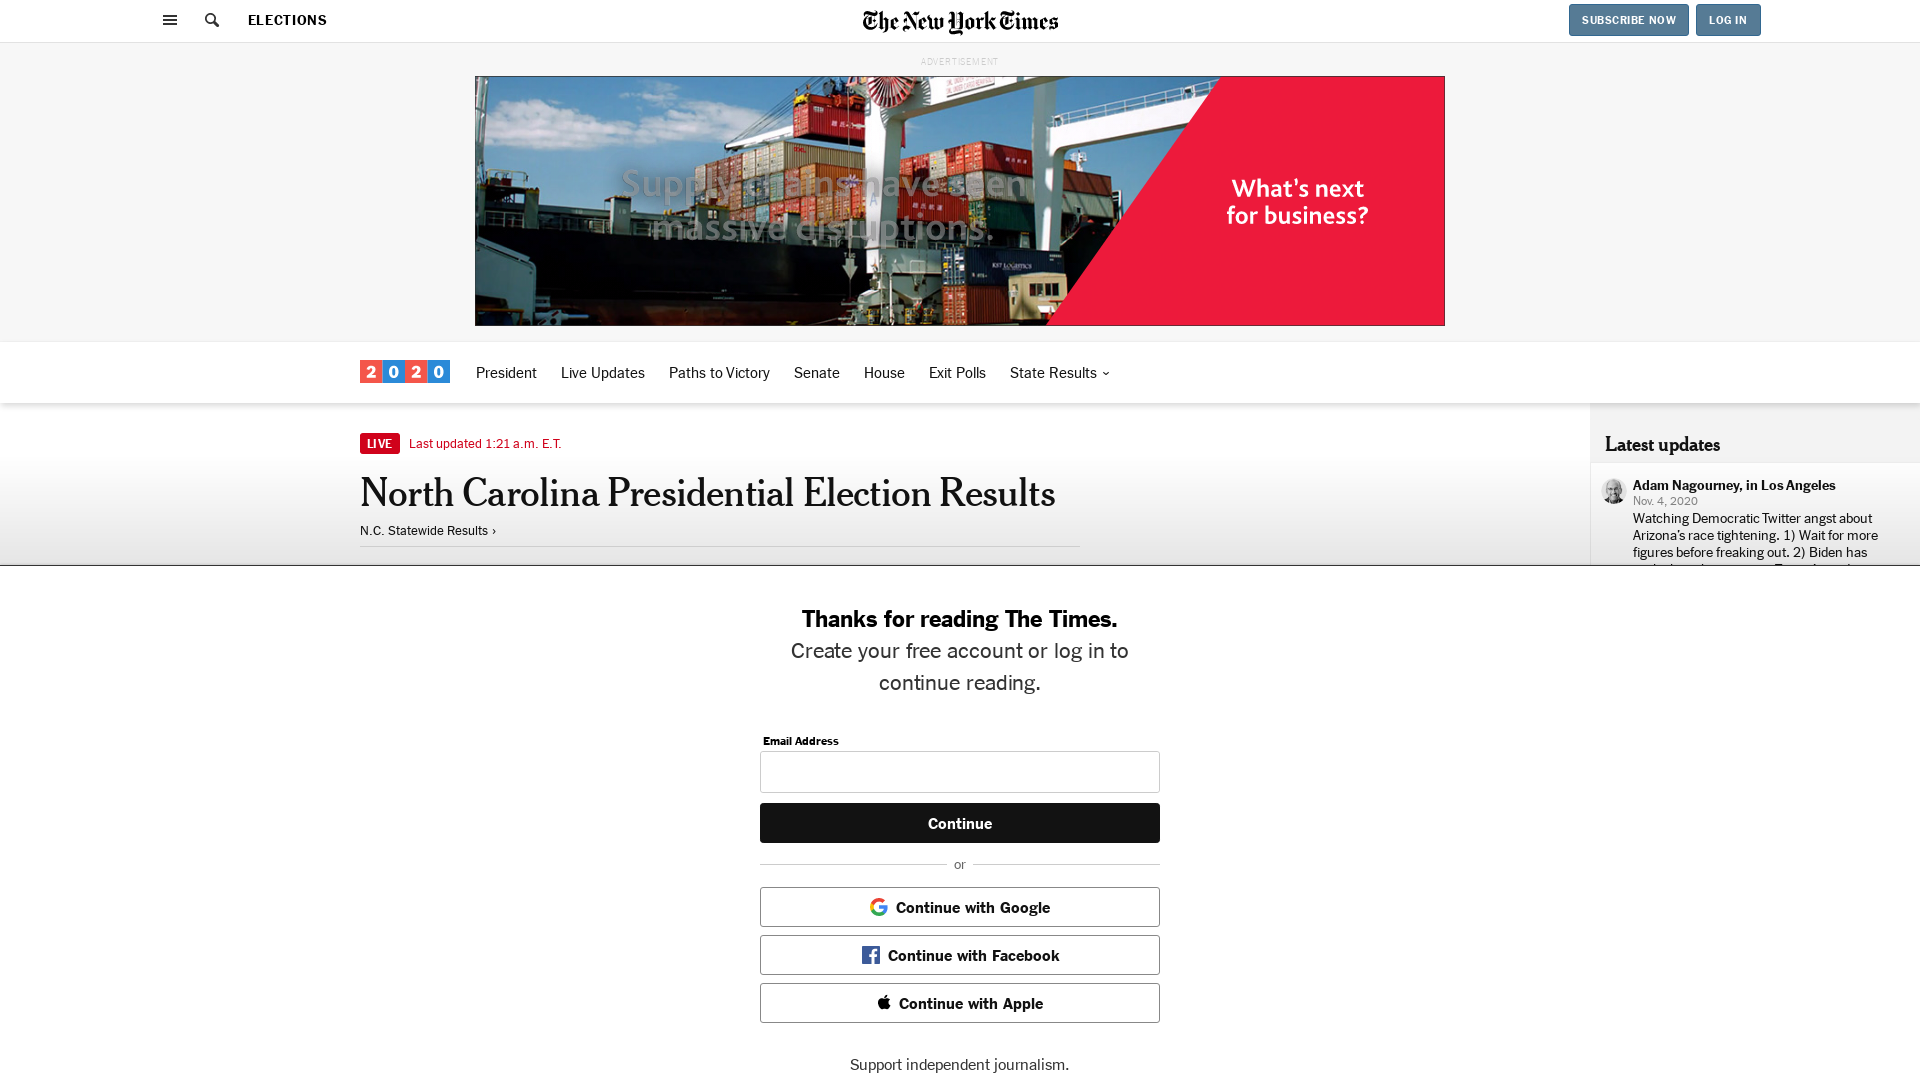 ELECTIONS
The New York Times
SUBSCRIBE NOW
LOG IN
ADVERTISEMENT
Supply chains have seen
massive disruptions.
What's next
for business?
2020
President
Live Updates
Paths to Victory
Senate
House
Exit Polls
State Results
LIVE
Last updated 1:21 a.m. E.T.
North Carolina Presidential Election Results
N.C. Statewide Results ›
Latest updates
Adam Nagourney, in Los Angeles
Nov. 4, 2020
Watching Democratic Twitter angst about
Arizona's race tightening. 1) Wait for more
figures before freaking out. 2) Biden has
Thanks for reading The Times.
Create your free account or log in to
continue reading.
Email Address
Continue
or
Continue with Google
Continue with Facebook
Continue with Apple
Support independent journalism.